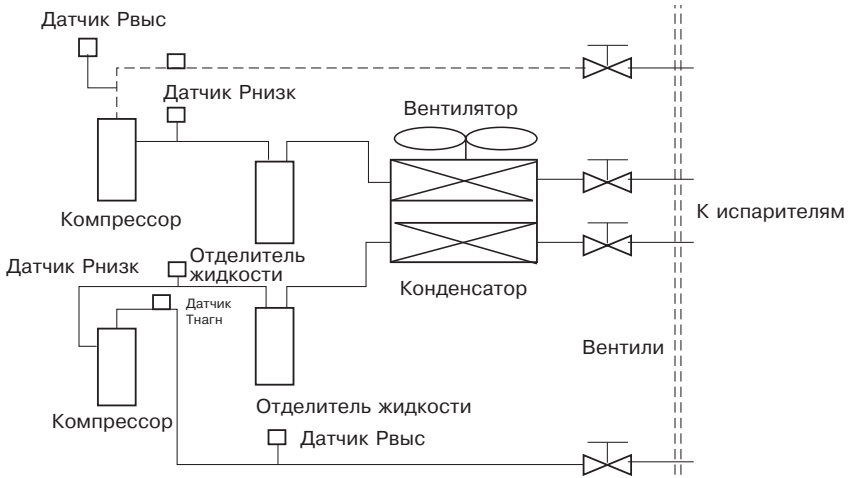 Датчик Рвыс
Датчик Рнизк
Вентилятор
Компрессор
К испарителям
Отделитель
жидкости
Датчик Рнизк
Конденсатор
Датчик
Тнагн
Вентили
Компрессор
Отделитель жидкости
Датчик Рвыс